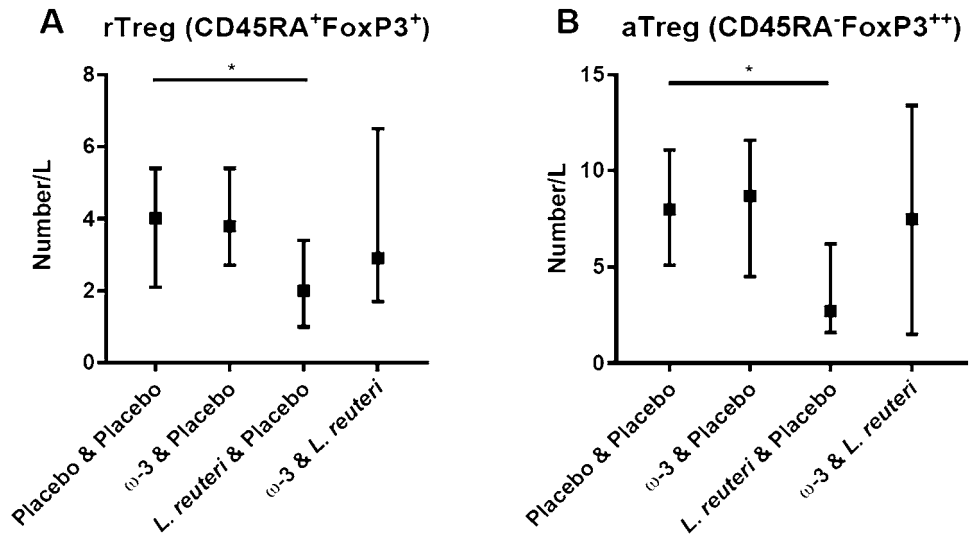 A rTreg (CD45RA⁺FoxP3⁺)
*
Number/L
8
6
4
2
0
Placebo & Placebo
ω-3 & Placebo
L. reuteri & Placebo
ω-3 & L. reuteri
B aTreg (CD45RA⁻FoxP3⁺⁺)
*
Number/L
15
10
5
0
Placebo & Placebo
ω-3 & Placebo
L. reuteri & Placebo
ω-3 & L. reuteri